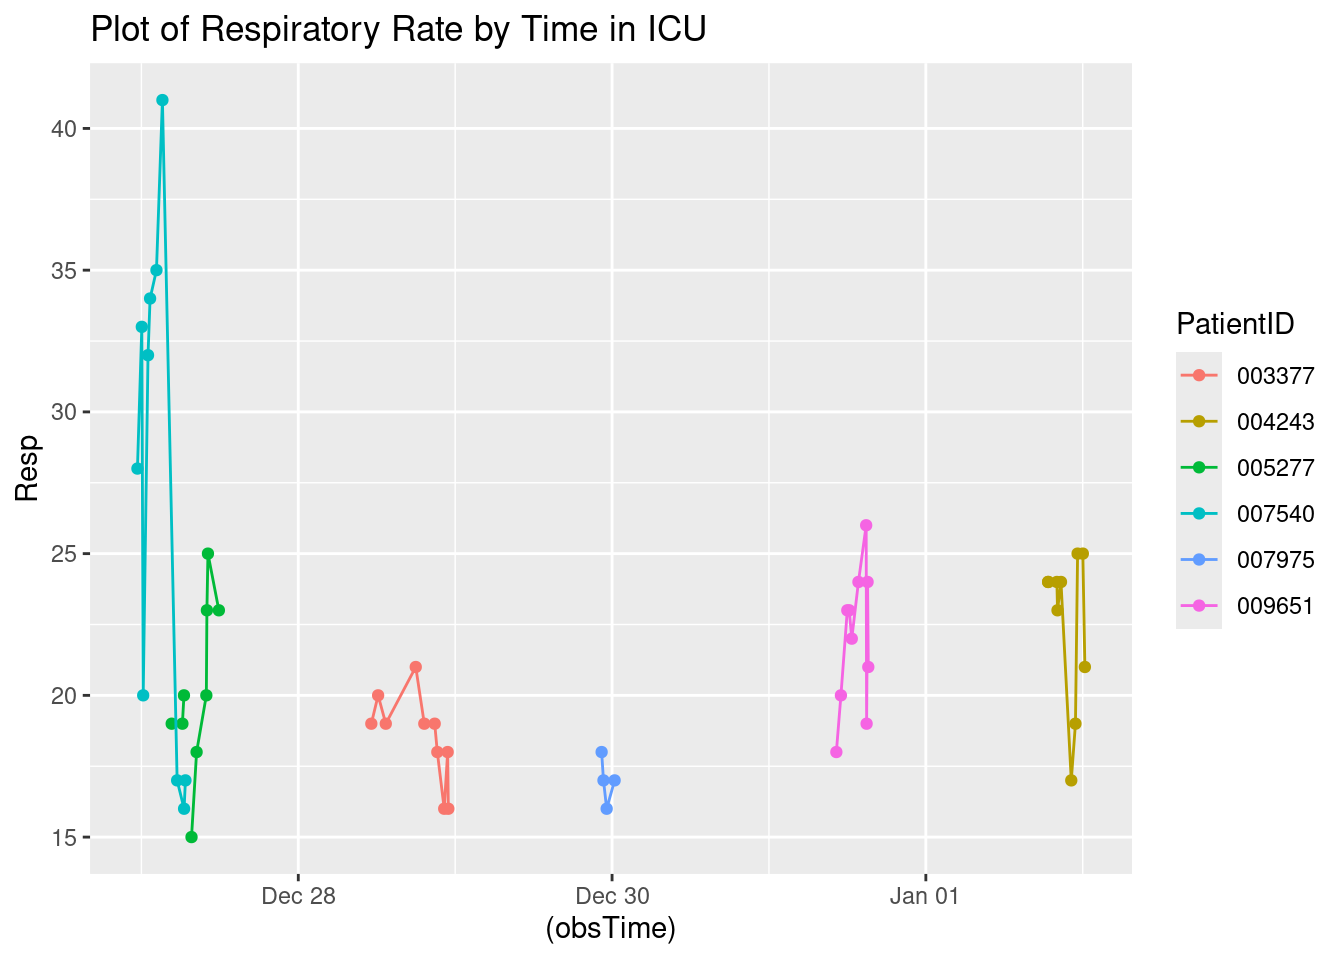 Plot of Respiratory Rate by Time in ICU
40
35
30
25
20
15
Resp
Dec 28
Dec 30
Jan 01
(obsTime)
PatientID
003377
004243
005277
007540
007975
009651